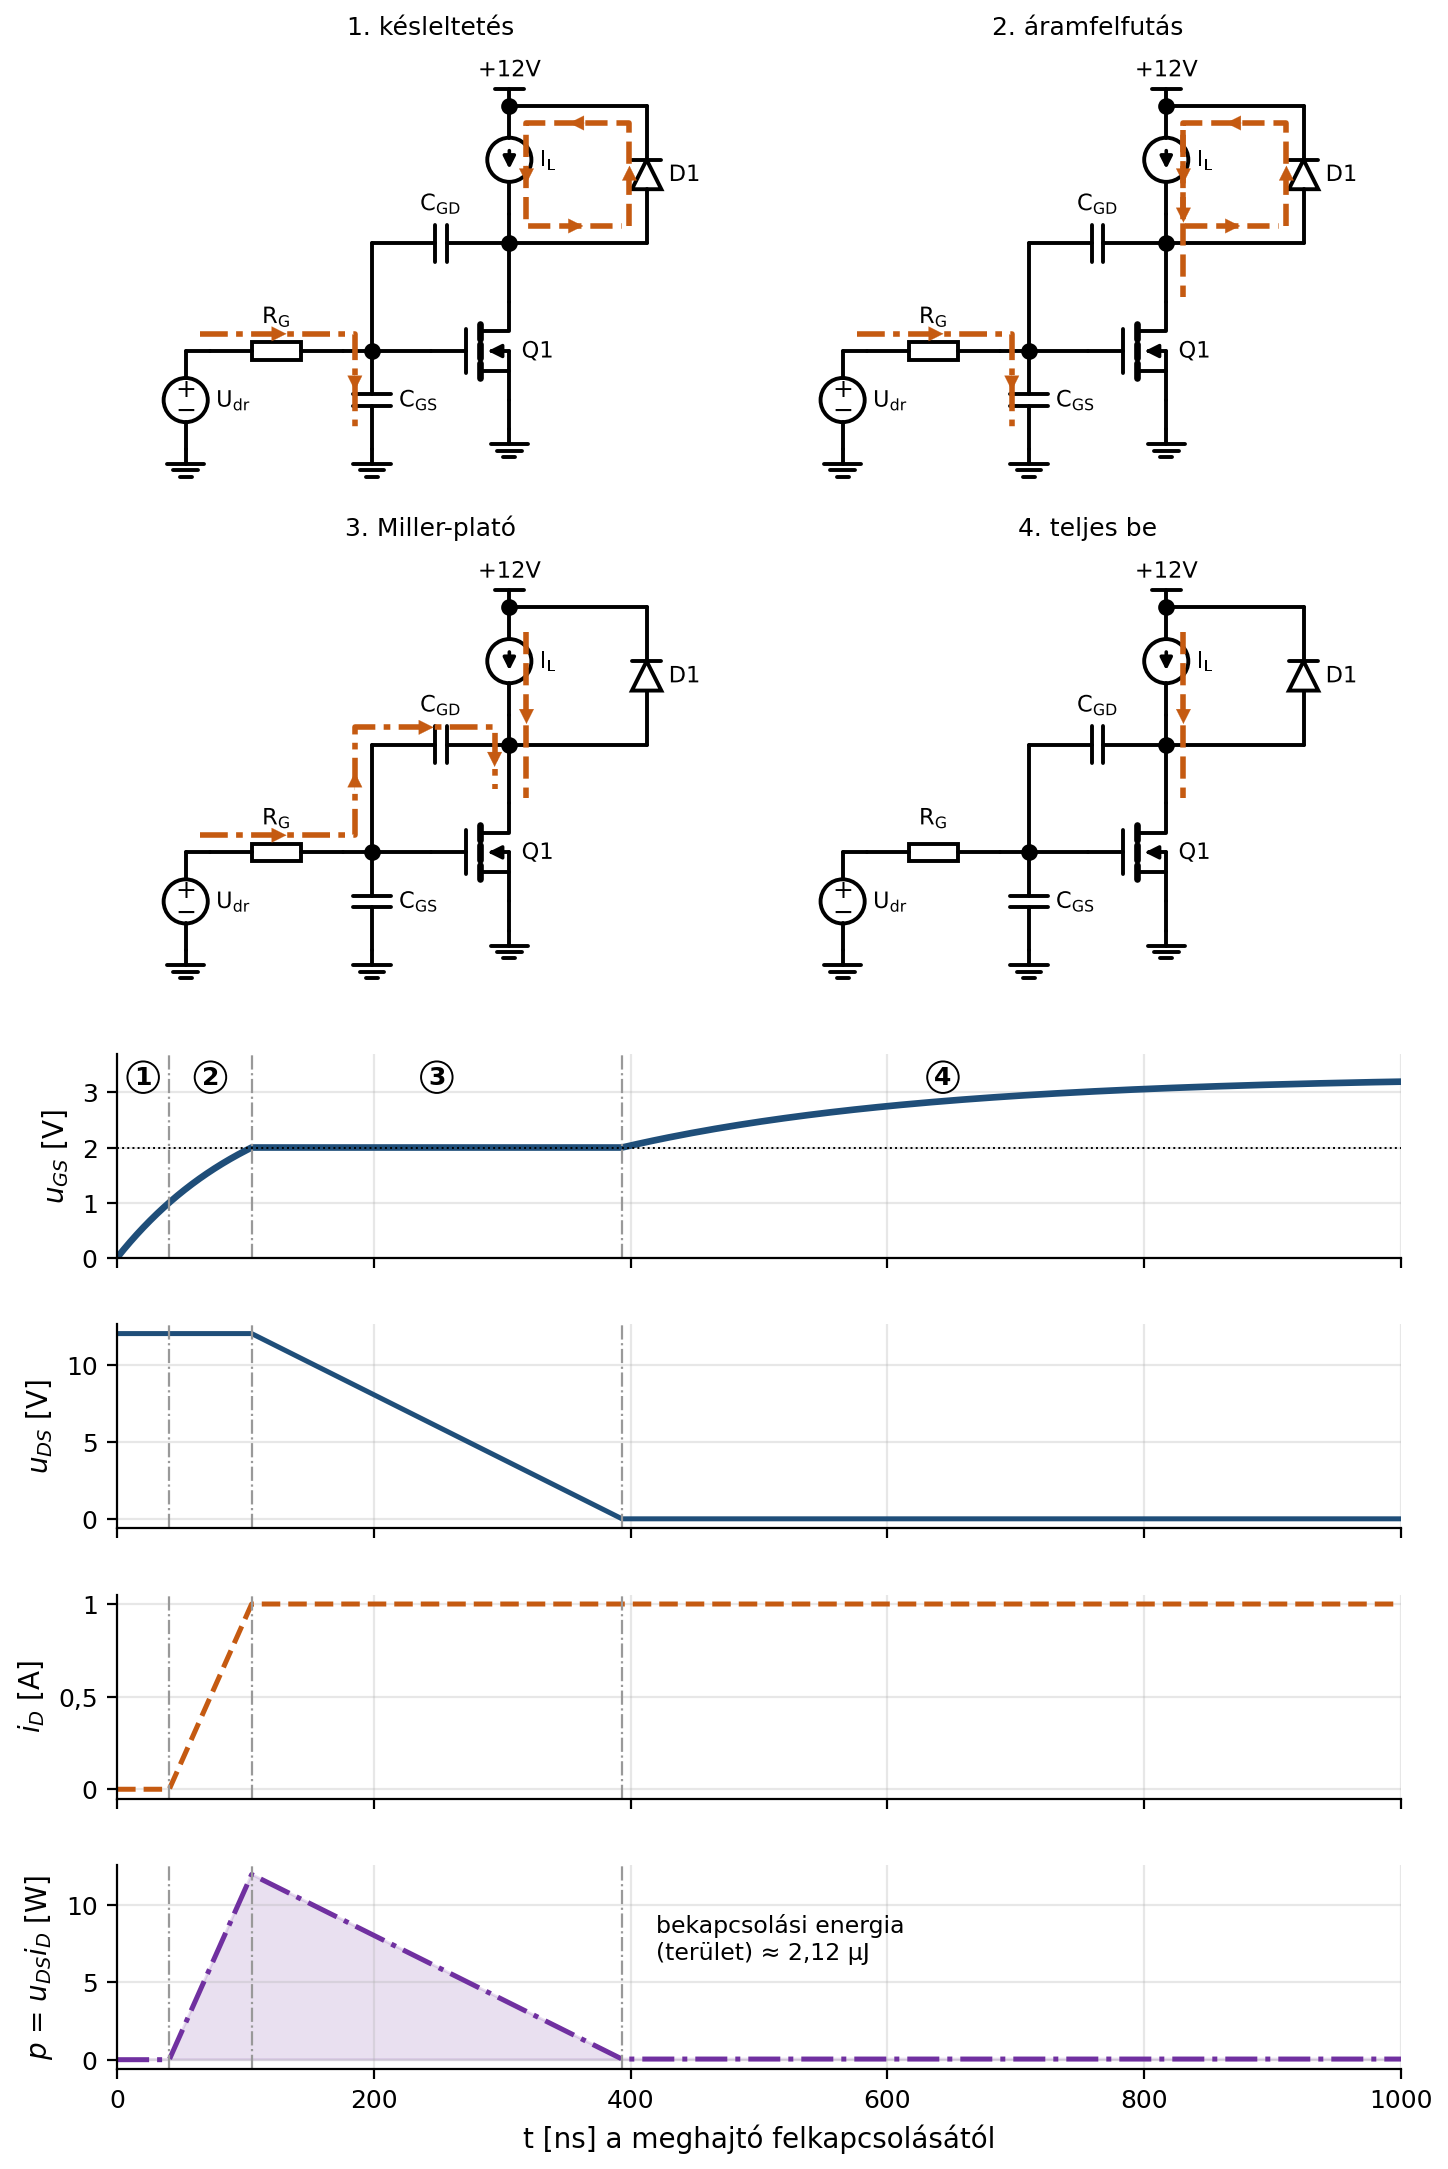 1. késleltetés
+12V
I_L
D1
C_GD
R_G
Q1
+
−
U_dr
C_GS
2. áramfelfutás
+12V
I_L
D1
C_GD
R_G
Q1
+
−
U_dr
C_GS
3. Miller-plató
+12V
I_L
D1
C_GD
R_G
Q1
+
−
U_dr
C_GS
4. teljes be
+12V
I_L
D1
C_GD
R_G
Q1
+
−
U_dr
C_GS
u_GS [V]
3
2
1
0
① ② ③ ④
u_DS [V]
10
5
0
i_D [A]
1
0,5
0
p = u_DS i_D [W]
10
5
0
bekapcsolási energia
(terület) ≈ 2,12 µJ
0 200 400 600 800 1000
t [ns] a meghajtó felkapcsolásától